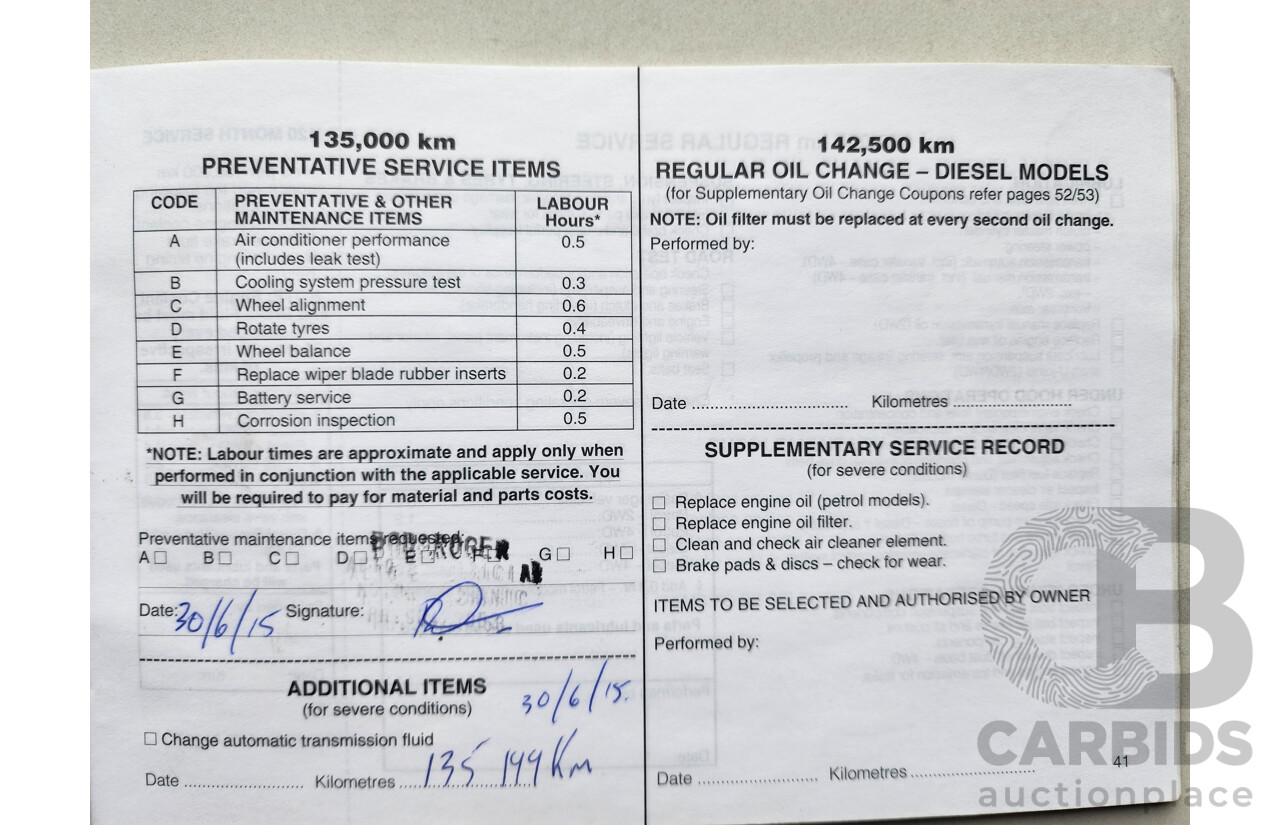 135,000 km
PREVENTATIVE SERVICE ITEMS
CODE PREVENTATIVE & OTHER MAINTENANCE ITEMS LABOUR Hours*
A Air conditioner performance (includes leak test) 0.5
B Cooling system pressure test 0.3
C Wheel alignment 0.6
D Rotate tyres 0.4
E Wheel balance 0.5
F Replace wiper blade rubber inserts 0.2
G Battery service 0.2
H Corrosion inspection 0.5
*NOTE: Labour times are approximate and apply only when
performed in conjunction with the applicable service. You
will be required to pay for material and parts costs.
Preventative maintenance items requested:
A☐ B☐ C☐ D☐ E☐ F☐ G☐ H☐
Date: 30/6/15 Signature:
ADDITIONAL ITEMS
(for severe conditions)
30/6/15.
☐ Change automatic transmission fluid
Date .................... Kilometres 135 199 Km
142,500 km
REGULAR OIL CHANGE – DIESEL MODELS
(for Supplementary Oil Change Coupons refer pages 52/53)
NOTE: Oil filter must be replaced at every second oil change.
Performed by:
Date ................................ Kilometres ................................
SUPPLEMENTARY SERVICE RECORD
(for severe conditions)
☐ Replace engine oil (petrol models).
☐ Replace engine oil filter.
☐ Clean and check air cleaner element.
☐ Brake pads & discs – check for wear.
ITEMS TO BE SELECTED AND AUTHORISED BY OWNER
Performed by:
Date ........................... Kilometres ...........................
41
CB
CARBIDS
auctionplace